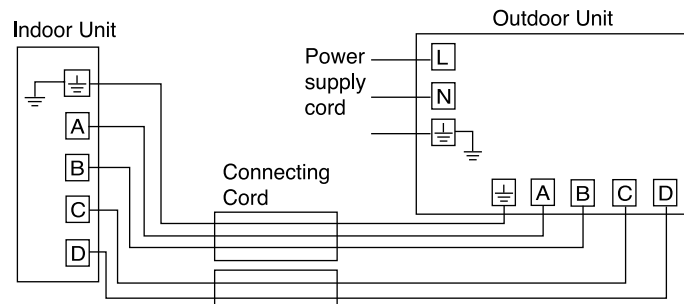 Outdoor Unit
Indoor Unit
Power
supply
cord
L
N
A
B
C
D
Connecting
Cord
A B C D